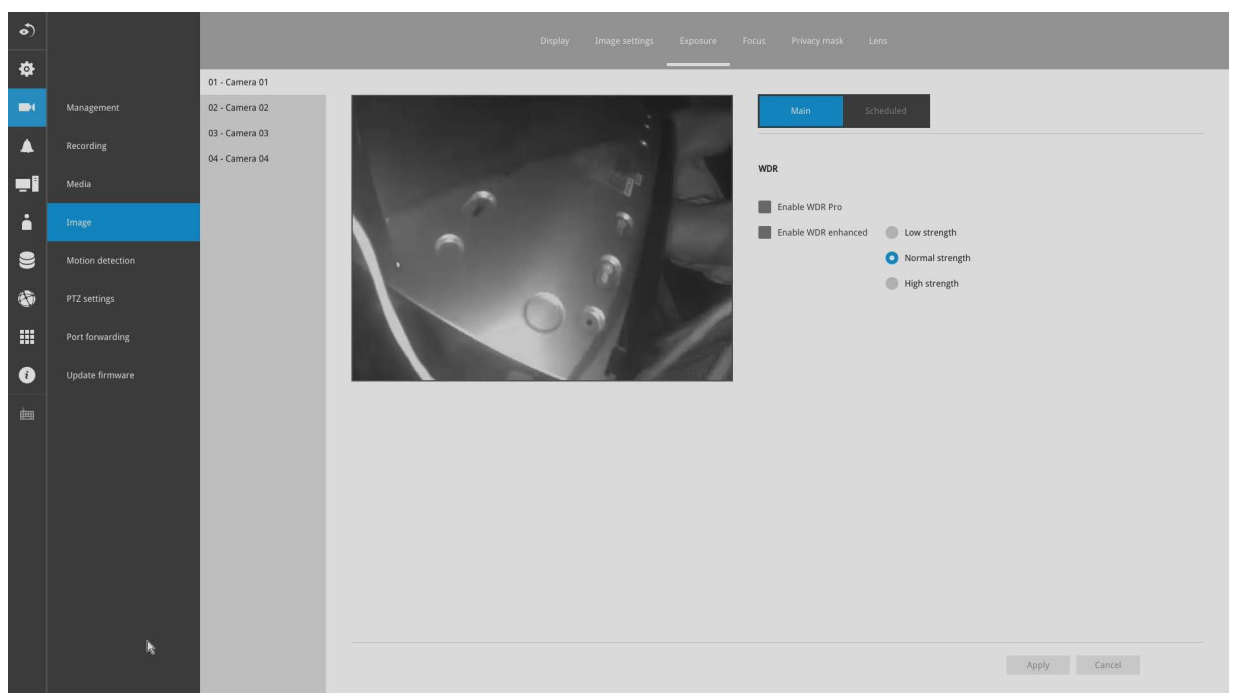 Display Image settings Exposure Focus Privacy mask Lens
Management
Recording
Media
Image
Motion detection
PTZ settings
Port forwarding
Update firmware
01 - Camera 01
02 - Camera 02
03 - Camera 03
04 - Camera 04
Main Scheduled
WDR
Enable WDR Pro
Enable WDR enhanced Low strength
Normal strength
High strength
Apply Cancel